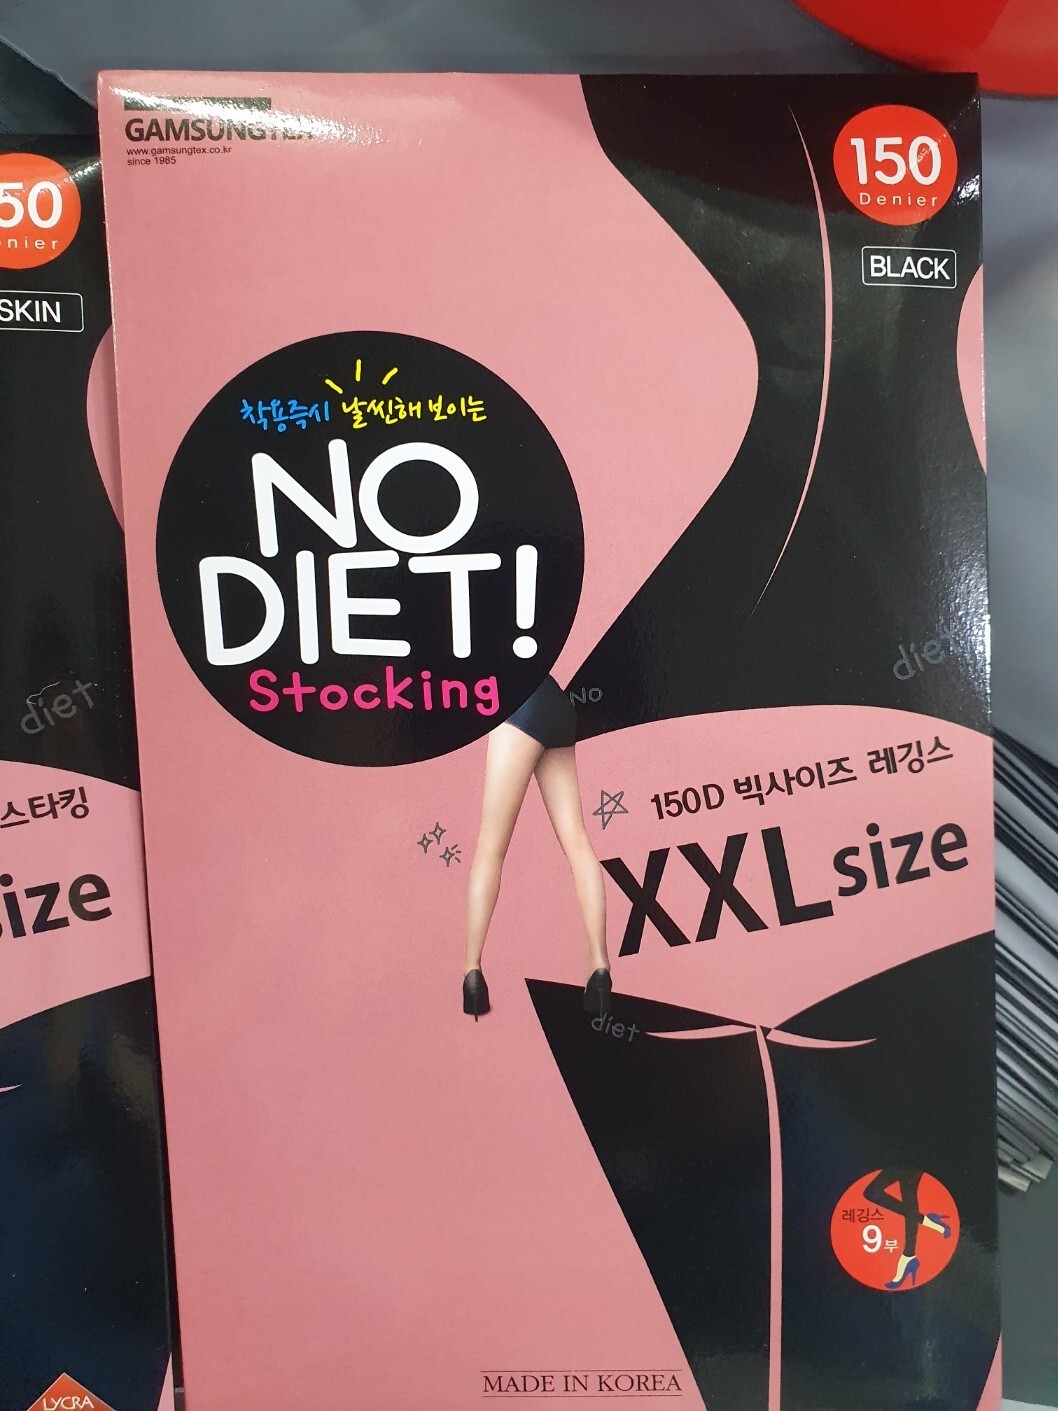 GAMSUNGTEX
www.gamsungtex.co.kr
since 1985
150
Denier
BLACK
착용즉시 날씬해 보이는
NO
DIET!
Stocking
NO
diet
150D 빅사이즈 레깅스
XXL size
diet
레깅스
9부
MADE IN KOREA
50
nier
SKIN
diet
스타킹
size
LYCRA